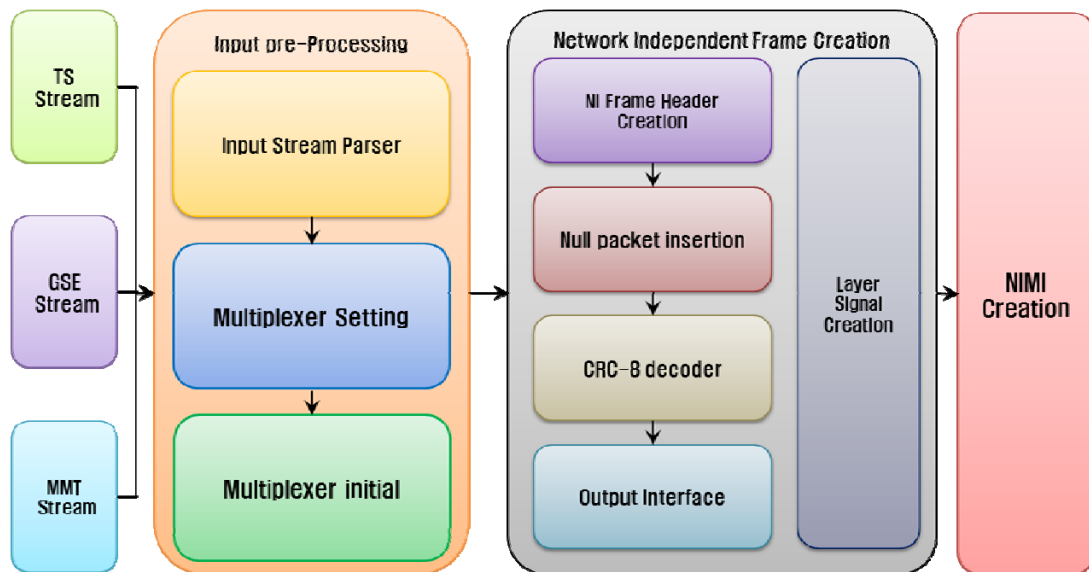 TS
Stream
GSE
Stream
MMT
Stream
Input pre-Processing
Input Stream Parser
Multiplexer Setting
Multiplexer initial
Network Independent Frame Creation
NI Frame Header
Creation
Null packet insertion
CRC-8 decoder
Output Interface
Layer
Signal
Creation
NIMI
Creation